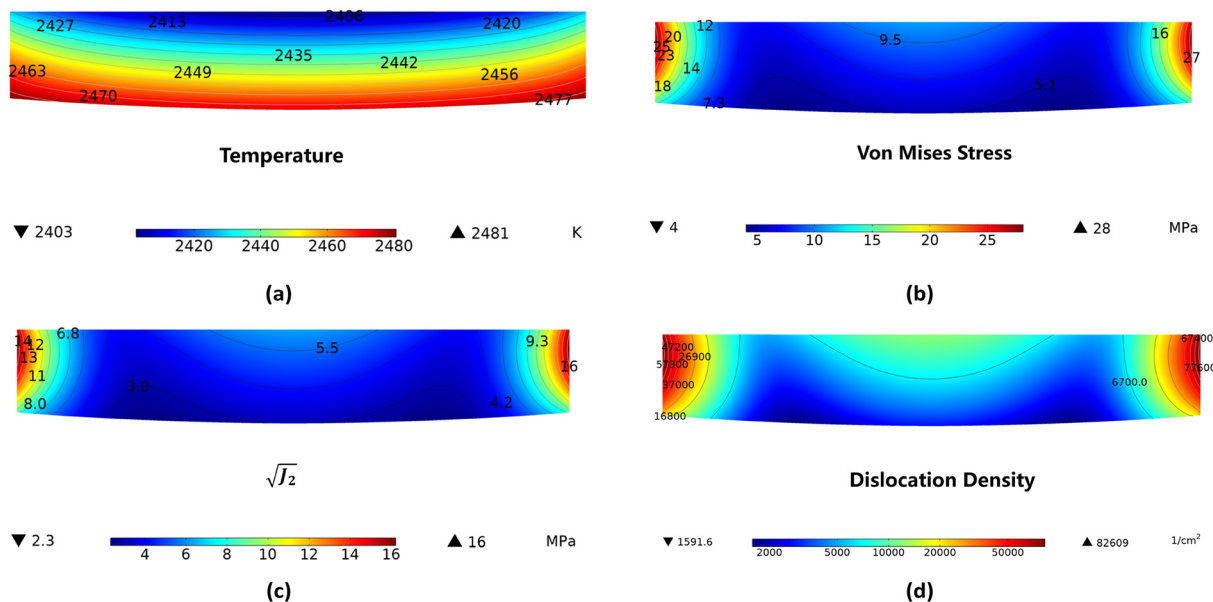 2427 2413 2406 2420
2435
2442
2463 2449 2456
2470 2477
Temperature
▼ 2403 ▲ 2481 K
2420 2440 2460 2480
(a)
12
20 16
9.5
25
23 27
14
18 5.1
7.3
Von Mises Stress
▼ 4 ▲ 28 MPa
5 10 15 20 25
(b)
6.8
14 12 9.3
5.5
13 16
11
3.0
8.0 4.2
√J2
▼ 2.3 ▲ 16 MPa
4 6 8 10 12 14 16
(c)
67400
47200
26900
57300 77600
37000 6700.0
16800
Dislocation Density
▼ 1591.6 ▲ 82609 1/cm²
2000 5000 10000 20000 50000
(d)